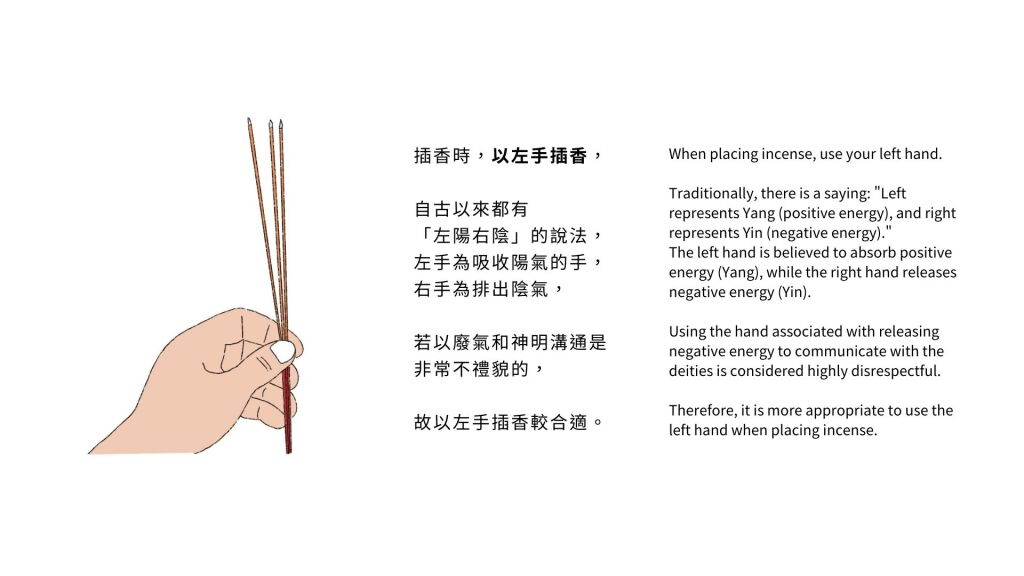 插香時，以左手插香，
自古以來都有
「左陽右陰」的說法，
左手為吸收陽氣的手，
右手為排出陰氣，
若以廢氣和神明溝通是
非常不禮貌的，
故以左手插香較合適。
When placing incense, use your left hand.
Traditionally, there is a saying: "Left
represents Yang (positive energy), and right
represents Yin (negative energy)."
The left hand is believed to absorb positive
energy (Yang), while the right hand releases
negative energy (Yin).
Using the hand associated with releasing
negative energy to communicate with the
deities is considered highly disrespectful.
Therefore, it is more appropriate to use the
left hand when placing incense.